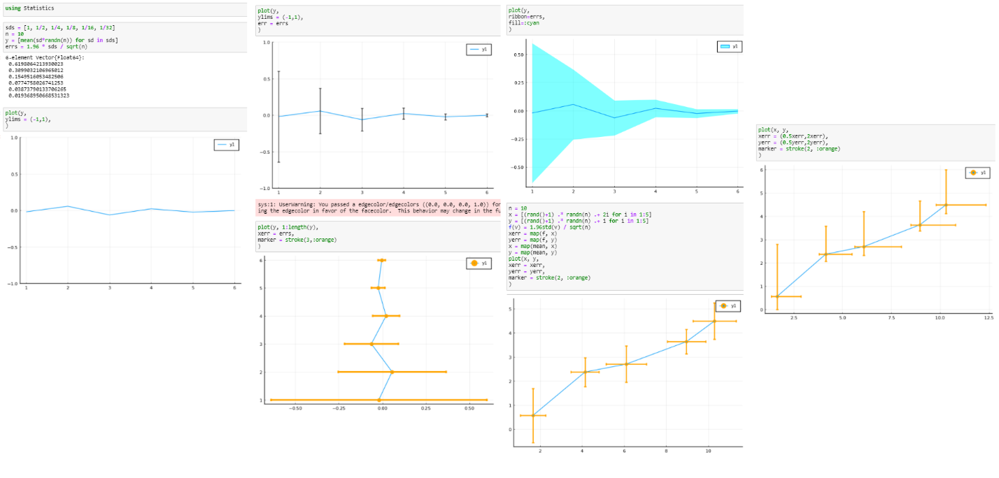 using Statistics
sds = [1, 1/2, 1/4, 1/8, 1/16, 1/32]
n = 10
y = [mean(sd*randn(n)) for sd in sds]
errs = 1.96 * sds / sqrt(n)
6-element Vector{Float64}:
0.6198064213930023
0.3099032106965012
0.1549516053482506
0.0774758026741253
0.03873790133706265
0.019368950668531323
plot(y,
ylims = (-1,1),
)
1.0
0.5
0.0
−0.5
−1.0
1 2 3 4 5 6
y1
plot(y,
ylims = (-1,1),
err = errs
)
1.0
0.5
0.0
−0.5
−1.0
1 2 3 4 5 6
y1
sys:1: UserWarning: You passed a edgecolor/edgecolors ((0.0, 0.0, 0.0, 1.0)) for
ing the edgecolor in favor of the facecolor.  This behavior may change in the fu
plot(y, 1:length(y),
xerr = errs,
marker = stroke(3,:orange)
)
6
5
4
3
2
1
−0.50 −0.25 0.00 0.25 0.50
y1
plot(y,
ribbon=errs,
fill=:cyan
)
0.50
0.25
0.00
−0.25
−0.50
1 2 3 4 5 6
y1
n = 10
x = [(rand()+1) .* randn(n) .+ 2i for i in 1:5]
y = [(rand()+1) .* randn(n) .+ i for i in 1:5]
f(v) = 1.96std(v) / sqrt(n)
xerr = map(f, x)
yerr = map(f, y)
x = map(mean, x)
y = map(mean, y)
plot(x, y,
xerr = xerr,
yerr = yerr,
marker = stroke(2, :orange)
)
5
4
3
2
1
0
2 4 6 8 10
y1
plot(x, y,
xerr = (0.5xerr,2xerr),
yerr = (0.5yerr,2yerr),
marker = stroke(2, :orange)
)
6
5
4
3
2
1
0
2.5 5.0 7.5 10.0 12.5
y1